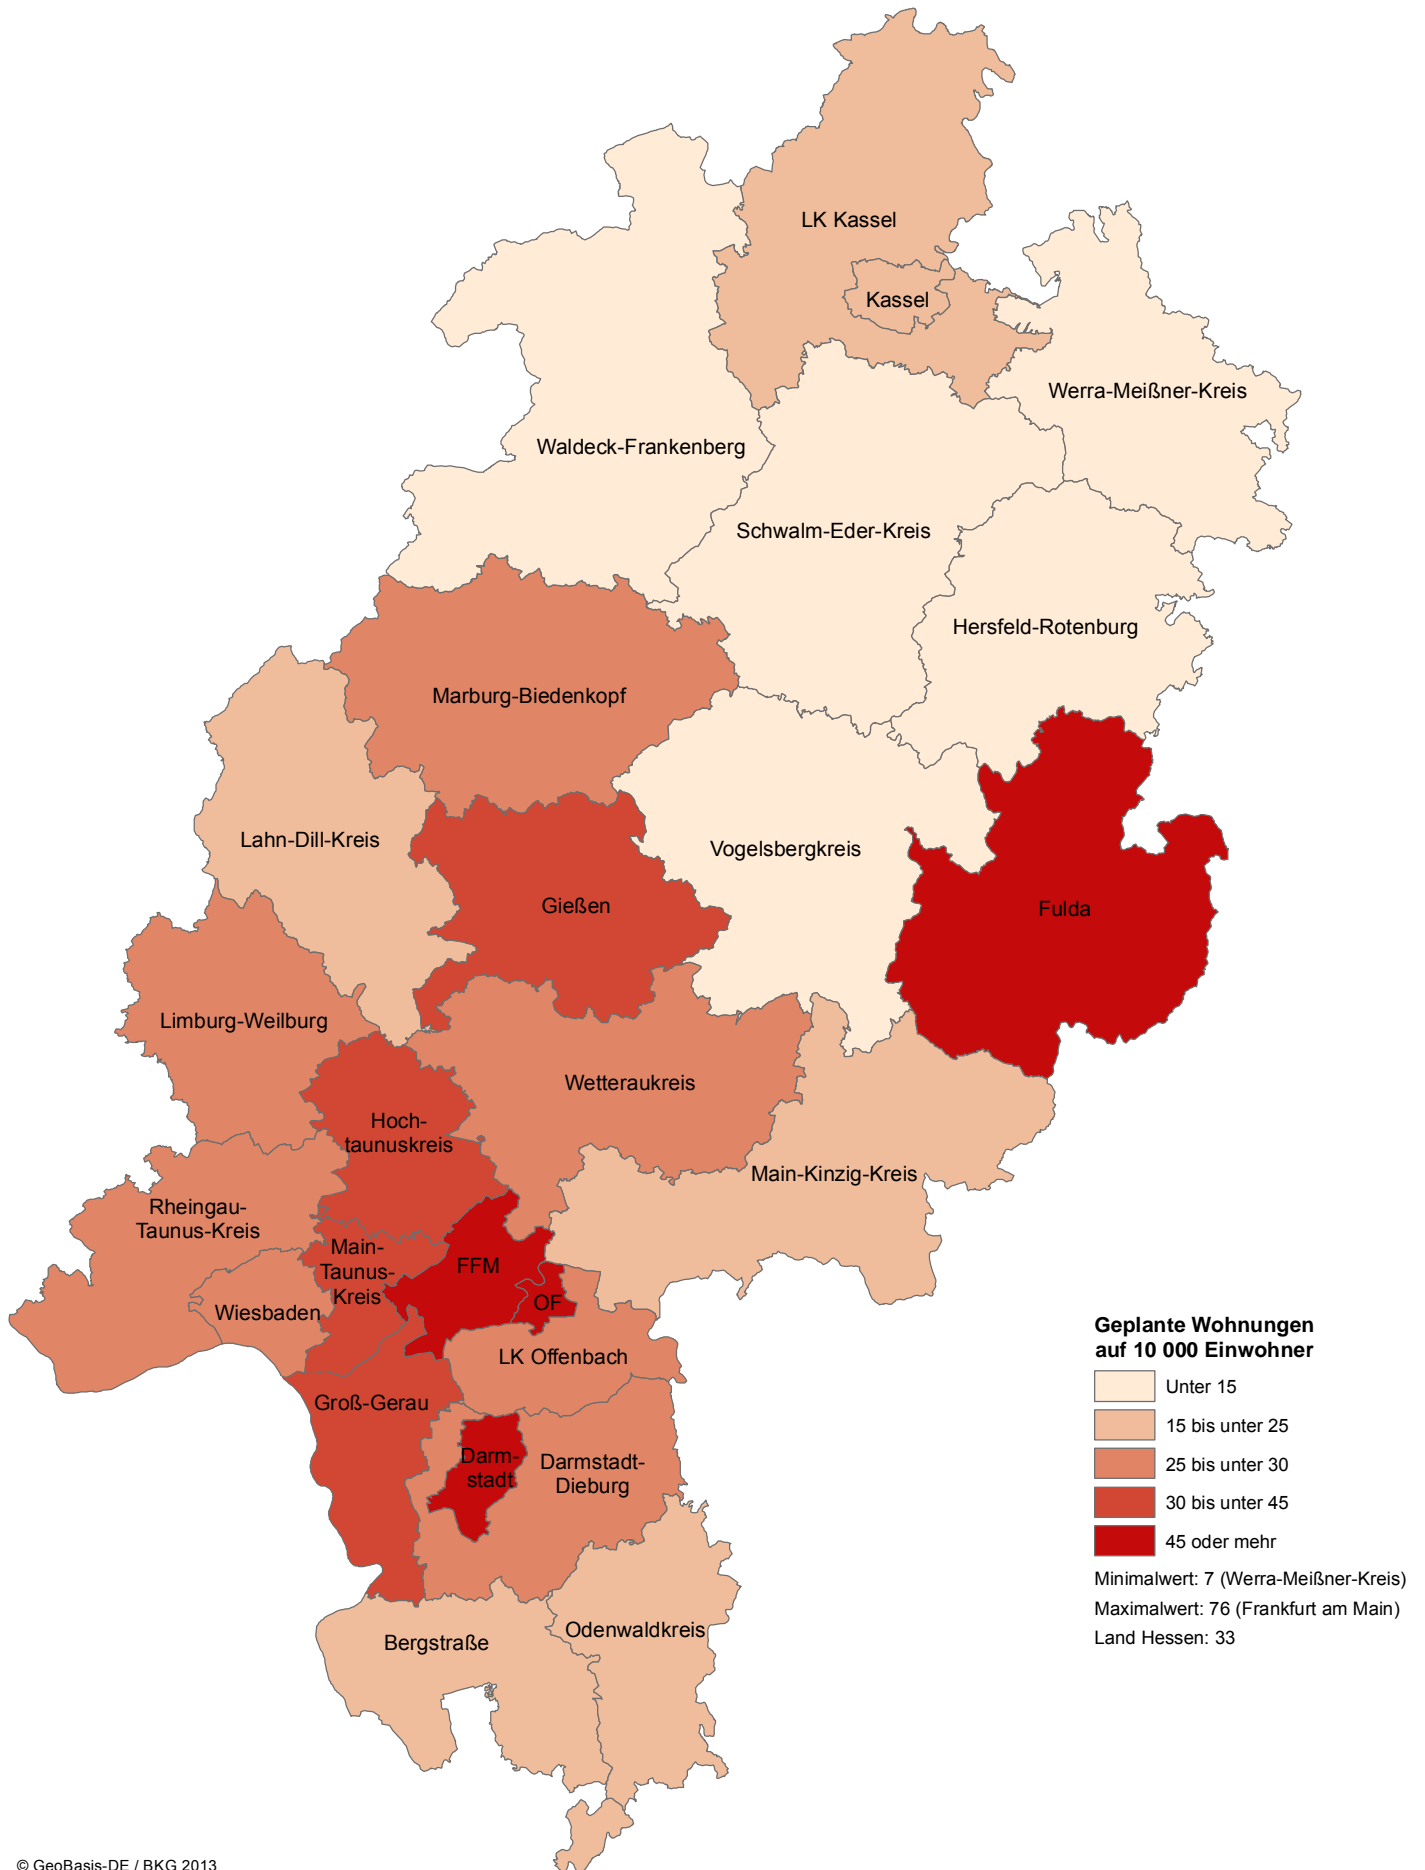 LK Kassel
Kassel
Werra-Meißner-Kreis
Waldeck-Frankenberg
Schwalm-Eder-Kreis
Hersfeld-Rotenburg
Marburg-Biedenkopf
Lahn-Dill-Kreis
Vogelsbergkreis
Gießen
Fulda
Limburg-Weilburg
Wetteraukreis
Hoch-
taunuskreis
Main-Kinzig-Kreis
Rheingau-
Taunus-Kreis
Main-
Taunus-
Kreis
FFM
OF
Wiesbaden
LK Offenbach
Groß-Gerau
Darm-
stadt
Darmstadt-
Dieburg
Odenwaldkreis
Bergstraße
Geplante Wohnungen
auf 10 000 Einwohner
Unter 15
15 bis unter 25
25 bis unter 30
30 bis unter 45
45 oder mehr
Minimalwert: 7 (Werra-Meißner-Kreis)
Maximalwert: 76 (Frankfurt am Main)
Land Hessen: 33
© GeoBasis-DE / BKG 2013